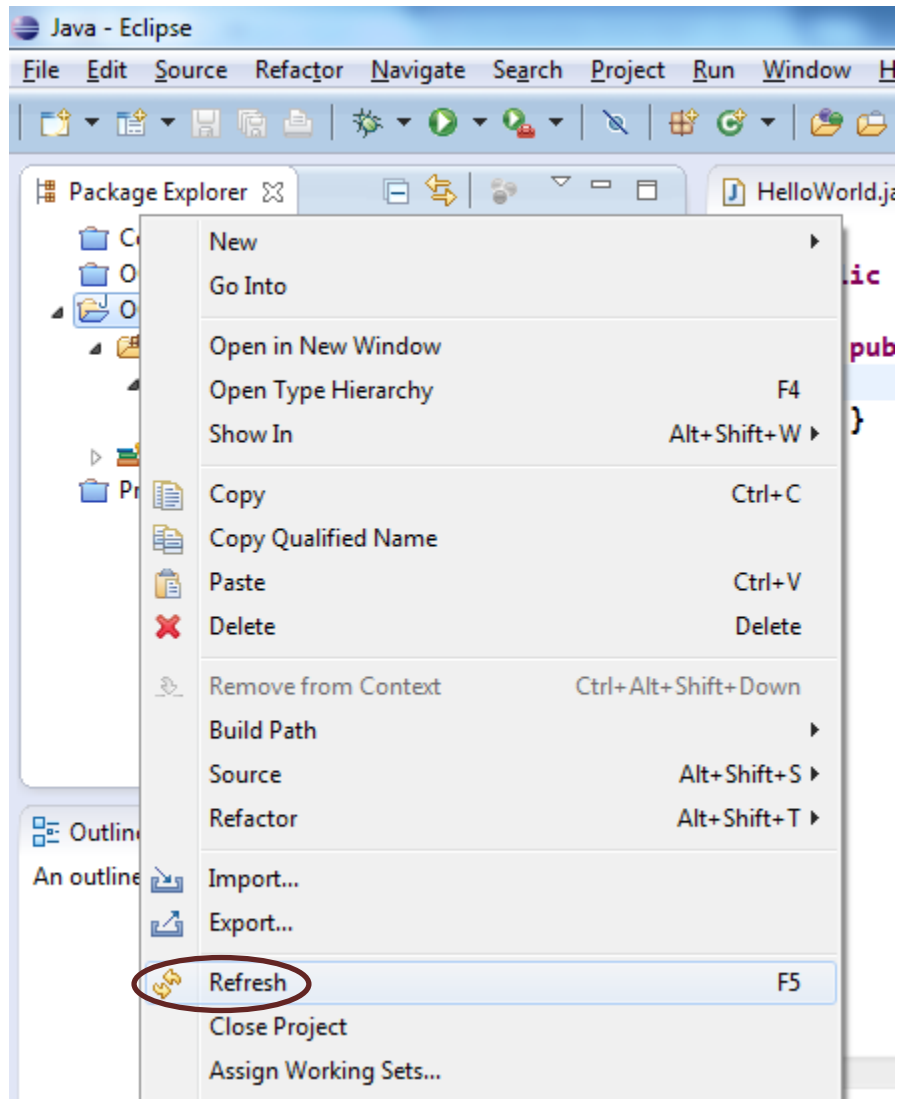 Java - Eclipse
File Edit Source Refactor Navigate Search Project Run Window H
Package Explorer
HelloWorld.ja
New
Go Into
Open in New Window
Open Type Hierarchy F4
pub
Show In Alt+Shift+W
}
Copy Ctrl+C
Copy Qualified Name
Paste Ctrl+V
Delete Delete
Remove from Context Ctrl+Alt+Shift+Down
Build Path
Source Alt+Shift+S
Refactor Alt+Shift+T
Outlin
An outline
Import...
Export...
Refresh F5
Close Project
Assign Working Sets...